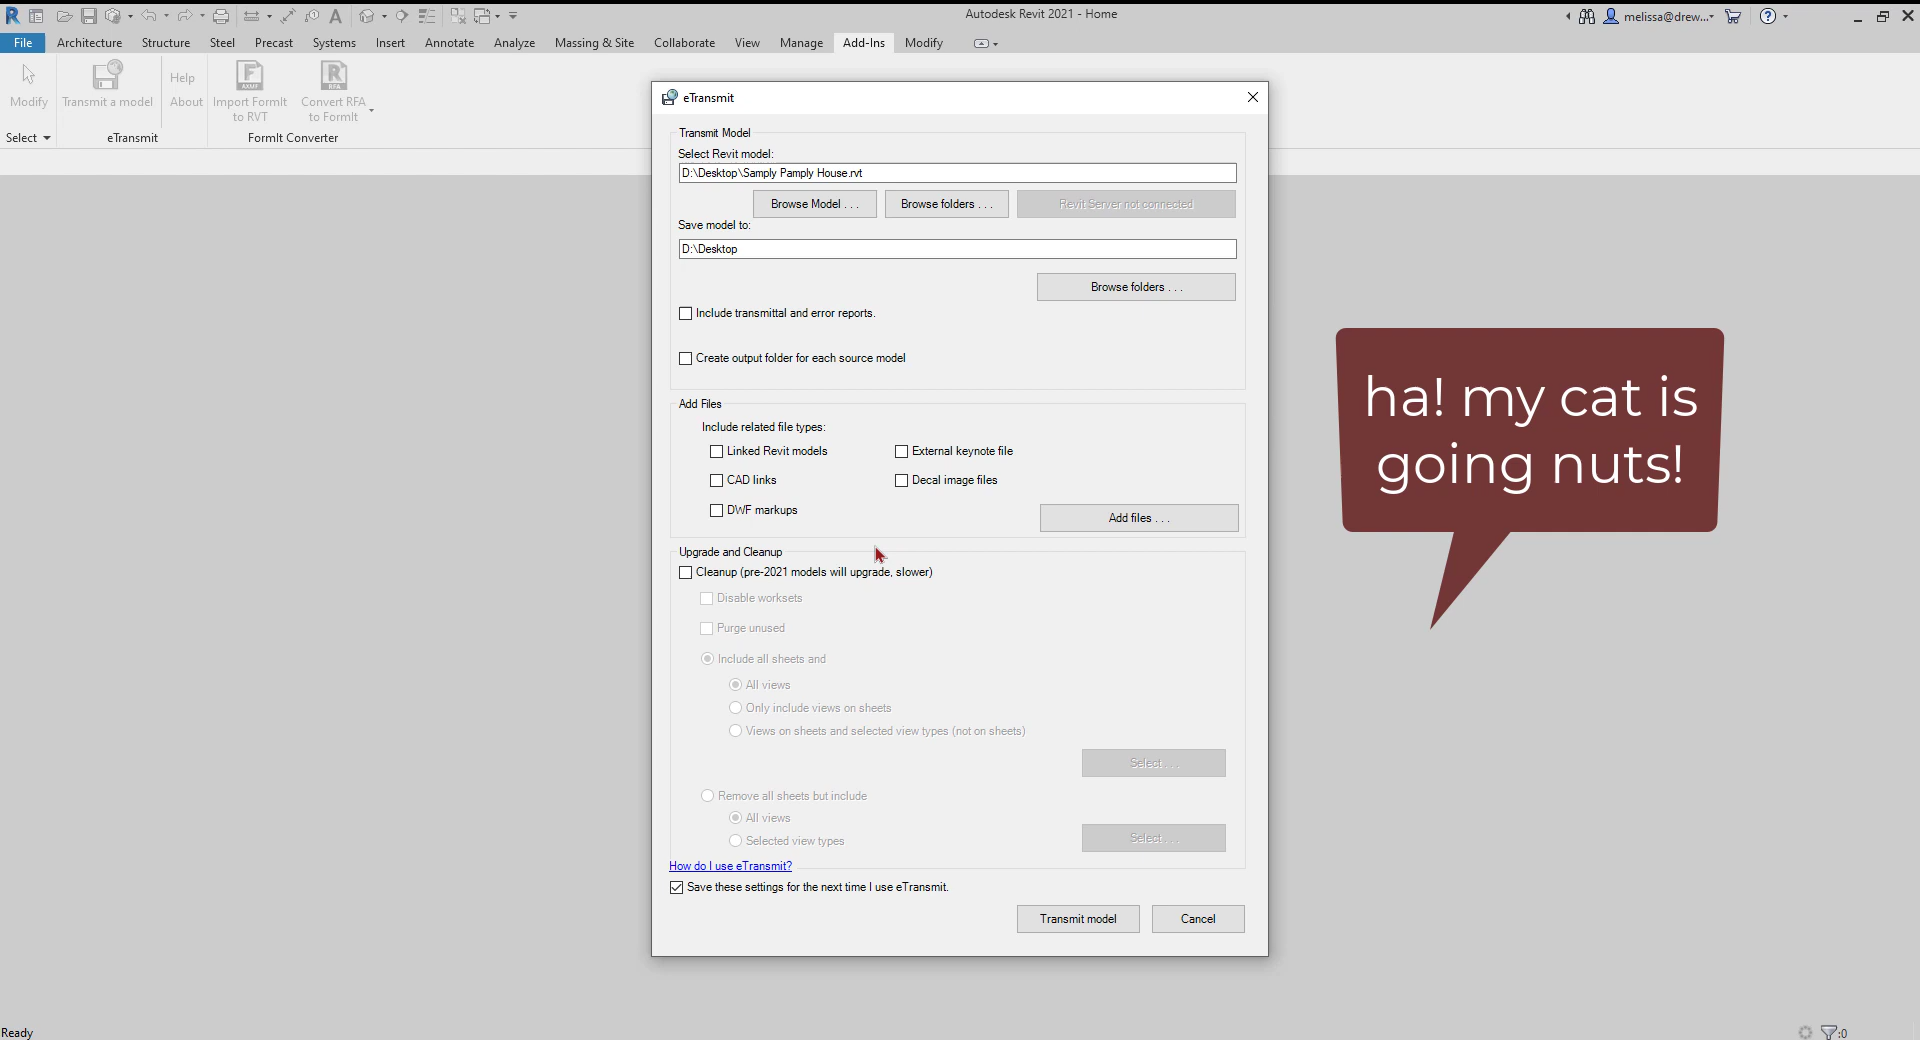 Autodesk Revit 2021 - Home
melissa@drew...
File Architecture Structure Steel Precast Systems Insert Annotate Analyze Massing & Site Collaborate View Manage Add-Ins Modify
Modify
Transmit a model
Help
About
AXMF
Import FormIt
to RVT
RFA
Convert RFA
to FormIt
Select eTransmit FormIt Converter
eTransmit
Transmit Model
Select Revit model:
D:\Desktop\Samply Pamply House.rvt
Browse Model . . . Browse folders . . . Revit Server not connected
Save model to:
D:\Desktop
Browse folders . . .
Include transmittal and error reports.
Create output folder for each source model
Add Files
Include related file types:
Linked Revit models External keynote file
CAD links Decal image files
DWF markups
Add files . . .
Upgrade and Cleanup
Cleanup (pre-2021 models will upgrade, slower)
Disable worksets
Purge unused
Include all sheets and
All views
Only include views on sheets
Views on sheets and selected view types (not on sheets)
Select . . .
Remove all sheets but include
All views
Selected view types
Select . . .
How do I use eTransmit?
Save these settings for the next time I use eTransmit.
Transmit model Cancel
ha! my cat is
going nuts!
Ready
:0